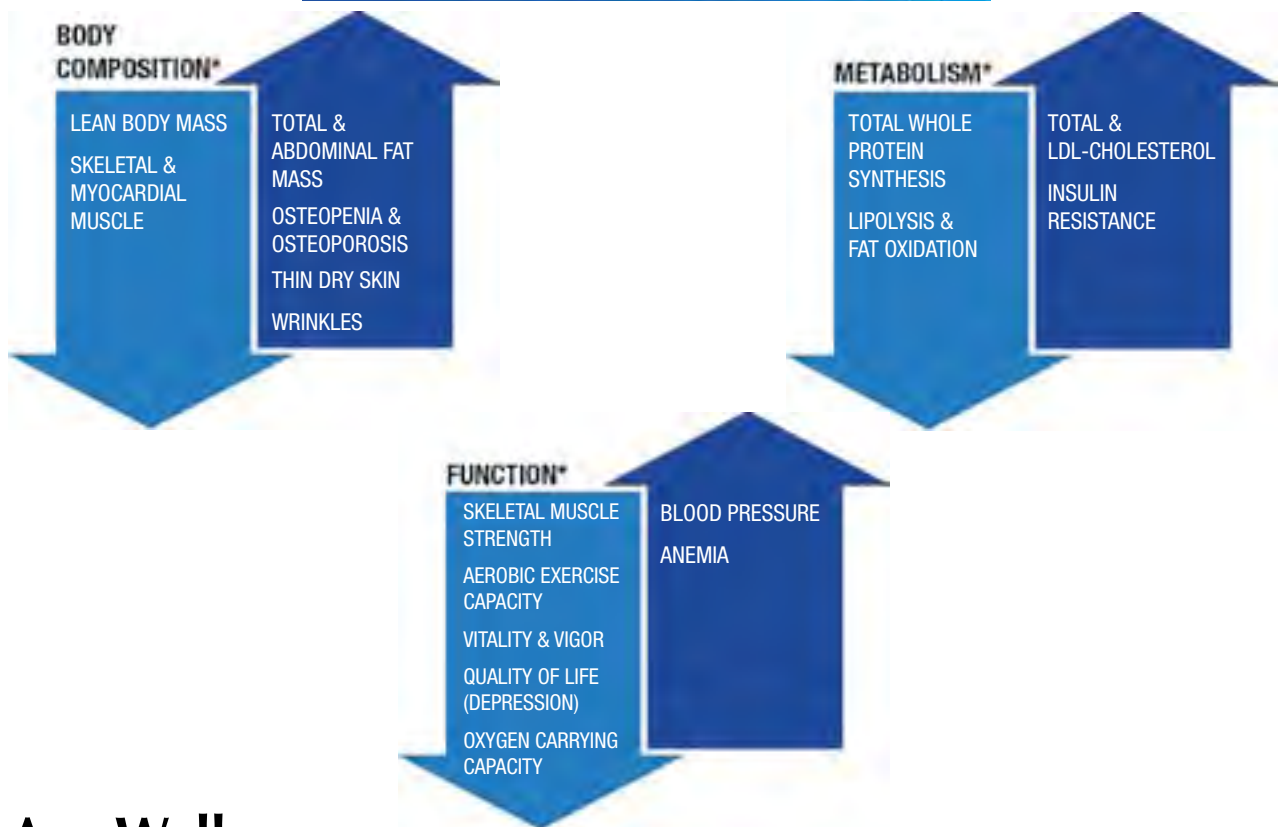 BODY
COMPOSITION*
LEAN BODY MASS
SKELETAL &
MYOCARDIAL
MUSCLE
TOTAL &
ABDOMINAL FAT
MASS
OSTEOPENIA &
OSTEOPOROSIS
THIN DRY SKIN
WRINKLES
METABOLISM*
TOTAL WHOLE
PROTEIN
SYNTHESIS
LIPOLYSIS &
FAT OXIDATION
TOTAL &
LDL-CHOLESTEROL
INSULIN
RESISTANCE
FUNCTION*
SKELETAL MUSCLE
STRENGTH
AEROBIC EXERCISE
CAPACITY
VITALITY & VIGOR
QUALITY OF LIFE
(DEPRESSION)
OXYGEN CARRYING
CAPACITY
BLOOD PRESSURE
ANEMIA